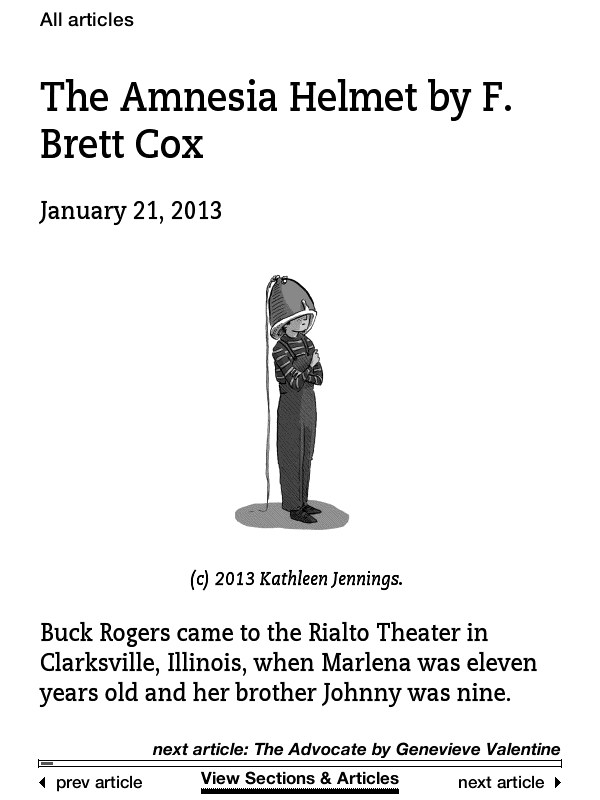 All articles
The Amnesia Helmet by F.
Brett Cox
January 21, 2013
(c) 2013 Kathleen Jennings.
Buck Rogers came to the Rialto Theater in
Clarksville, Illinois, when Marlena was eleven
years old and her brother Johnny was nine.
next article: The Advocate by Genevieve Valentine
prev article
View Sections & Articles
next article